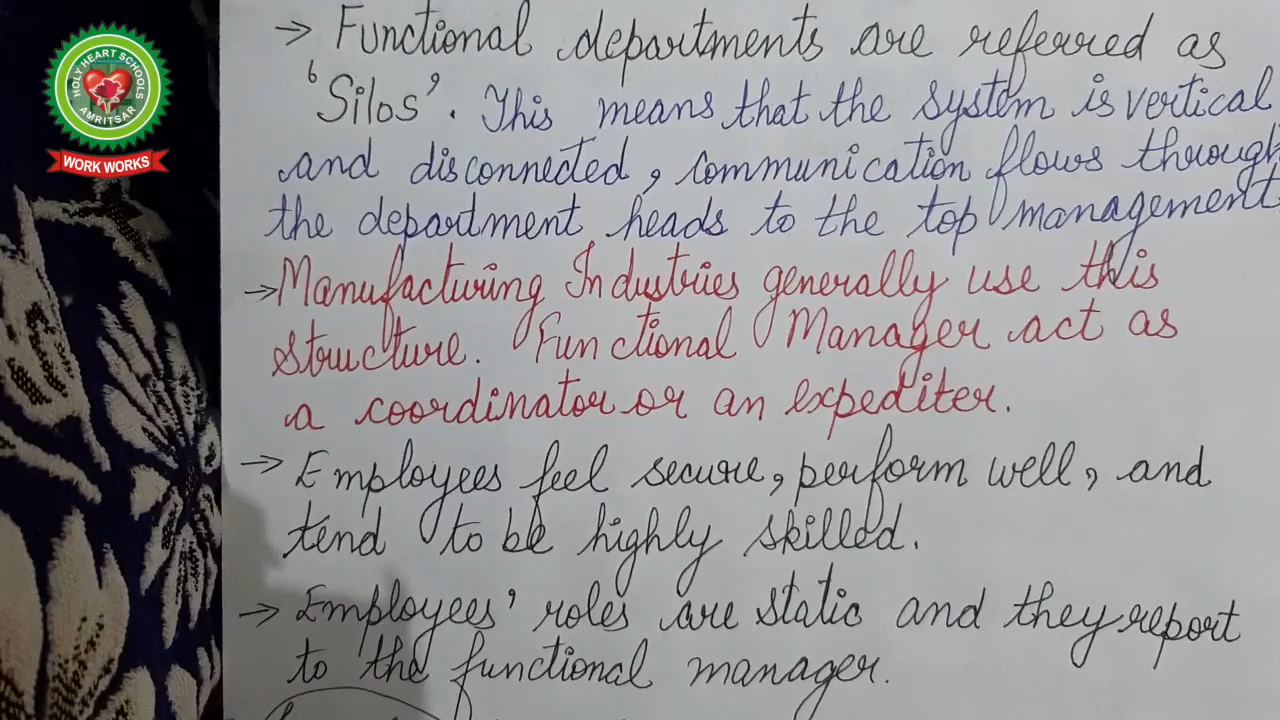 HOLY HEART SCHOOLS
AMRITSAR
WORK WORKS
→ Functional departments are referred as
'Silos'. This means that the system is vertical
and disconnected, communication flows through
the department heads to the top management
→ Manufacturing Industries generally use this
structure. Functional Manager act as
a coordinator or an expediter.
→ Employees feel secure, perform well, and
tend to be highly skilled.
→ Employees' roles are static and they report
to the functional manager.